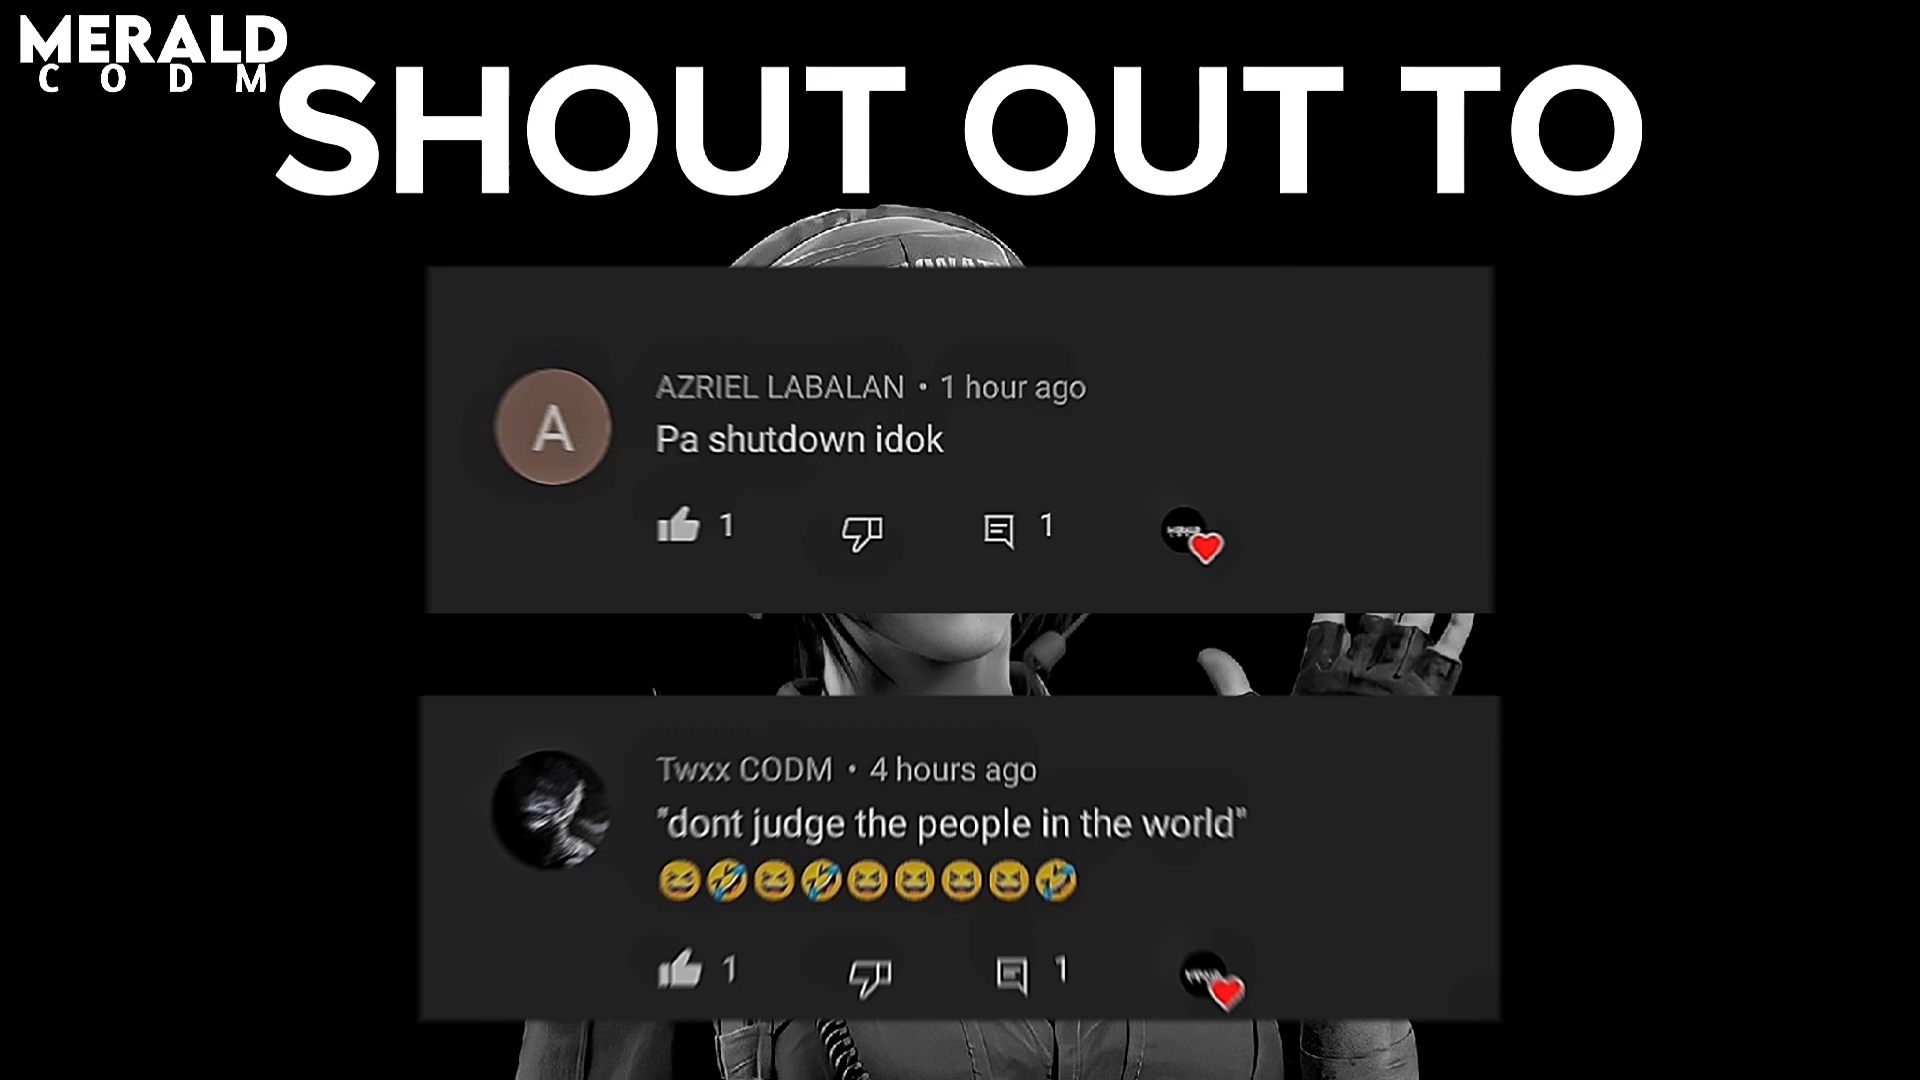 MERALD
CODM
SHOUT OUT TO
AZRIEL LABALAN • 1 hour ago
A
Pa shutdown idok
1
1
Twxx CODM • 4 hours ago
"dont judge the people in the world"
😆🤣😆🤣😆😆😆😆🤣
1
1